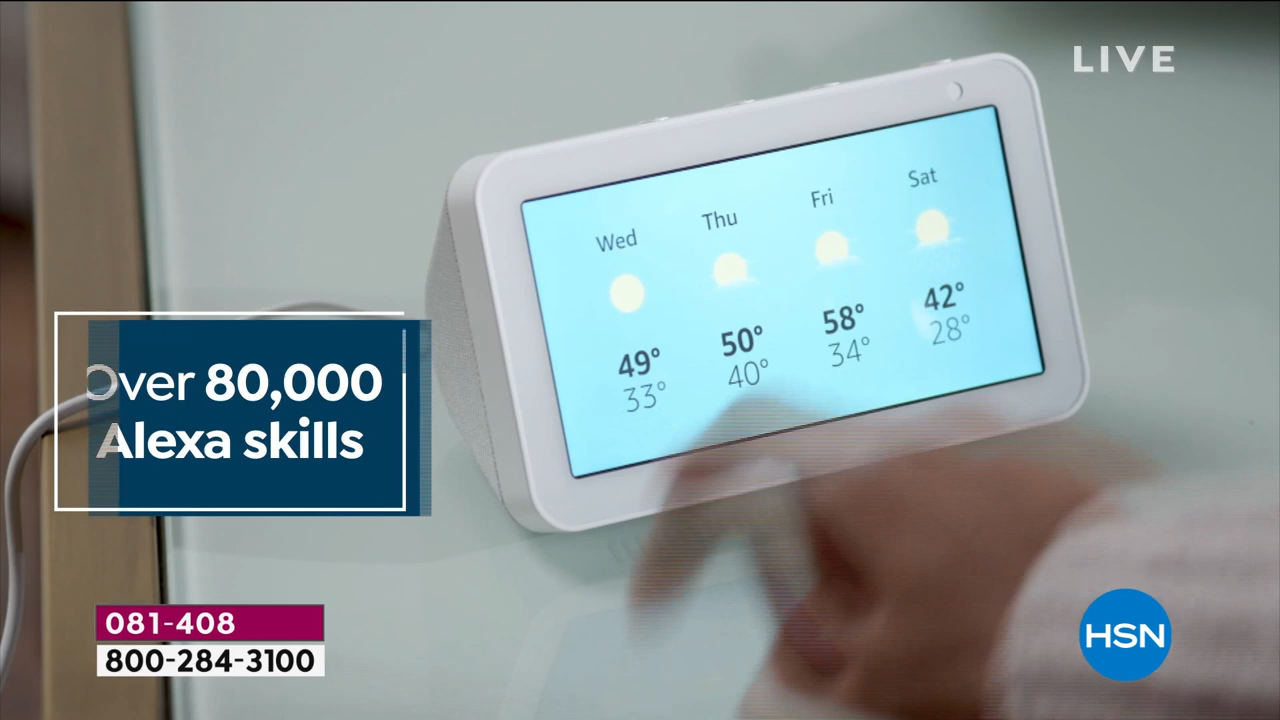 LIVE
Wed Thu Fri Sat
49° 50° 58° 42°
33° 40° 34° 28°
Over 80,000
Alexa skills
081-408
800-284-3100
HSN